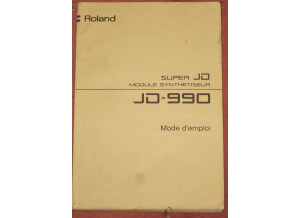 Roland
SUPER JD
MODULE SYNTHETISEUR
JD-990
Mode d'emploi